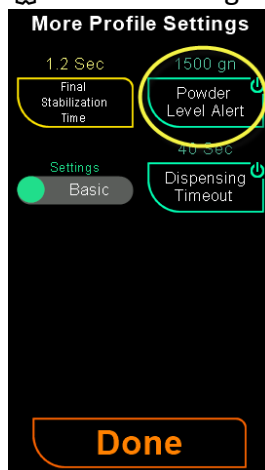 More Profile Settings
1.2 Sec
Final
Stabilization
Time
1500 gn
Powder
Level Alert
Settings
Basic
40 Sec
Dispensing
Timeout
Done